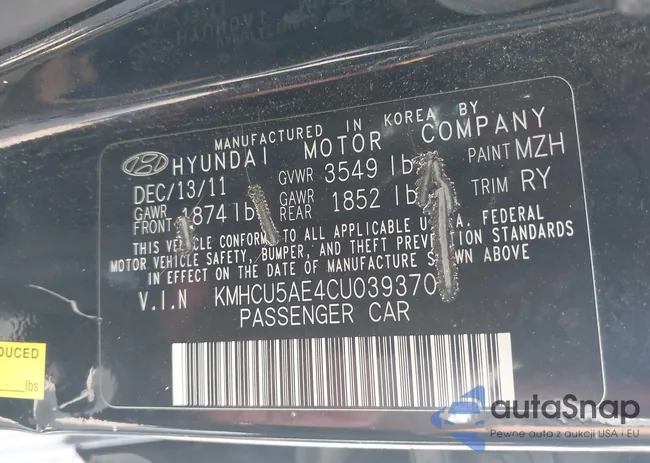 MANUFACTURED IN KOREA BY
HYUNDAI MOTOR COMPANY
DEC/13/11 GVWR 3549 lb PAINT MZH
GAWR FRONT 1874 lb GAWR REAR 1852 lb TRIM RY
THIS VEHICLE CONFORMS TO ALL APPLICABLE U.S.A. FEDERAL
MOTOR VEHICLE SAFETY, BUMPER, AND THEFT PREVENTION STANDARDS
IN EFFECT ON THE DATE OF MANUFACTURE SHOWN ABOVE
V.I.N KMHCU5AE4CU039370
PASSENGER CAR
DUCED
lbs
autaSnap
Pewne auta z aukcji USA i EU